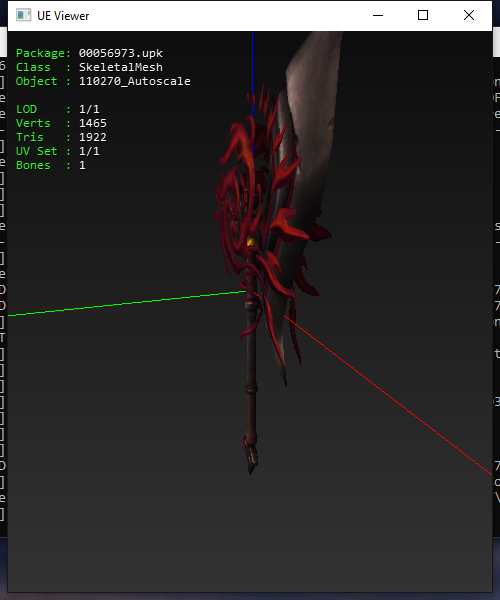 UE Viewer
Package: 00056973.upk
Class : SkeletalMesh
Object : 110270_Autoscale
LOD : 1/1
Verts : 1465
Tris : 1922
UV Set : 1/1
Bones : 1